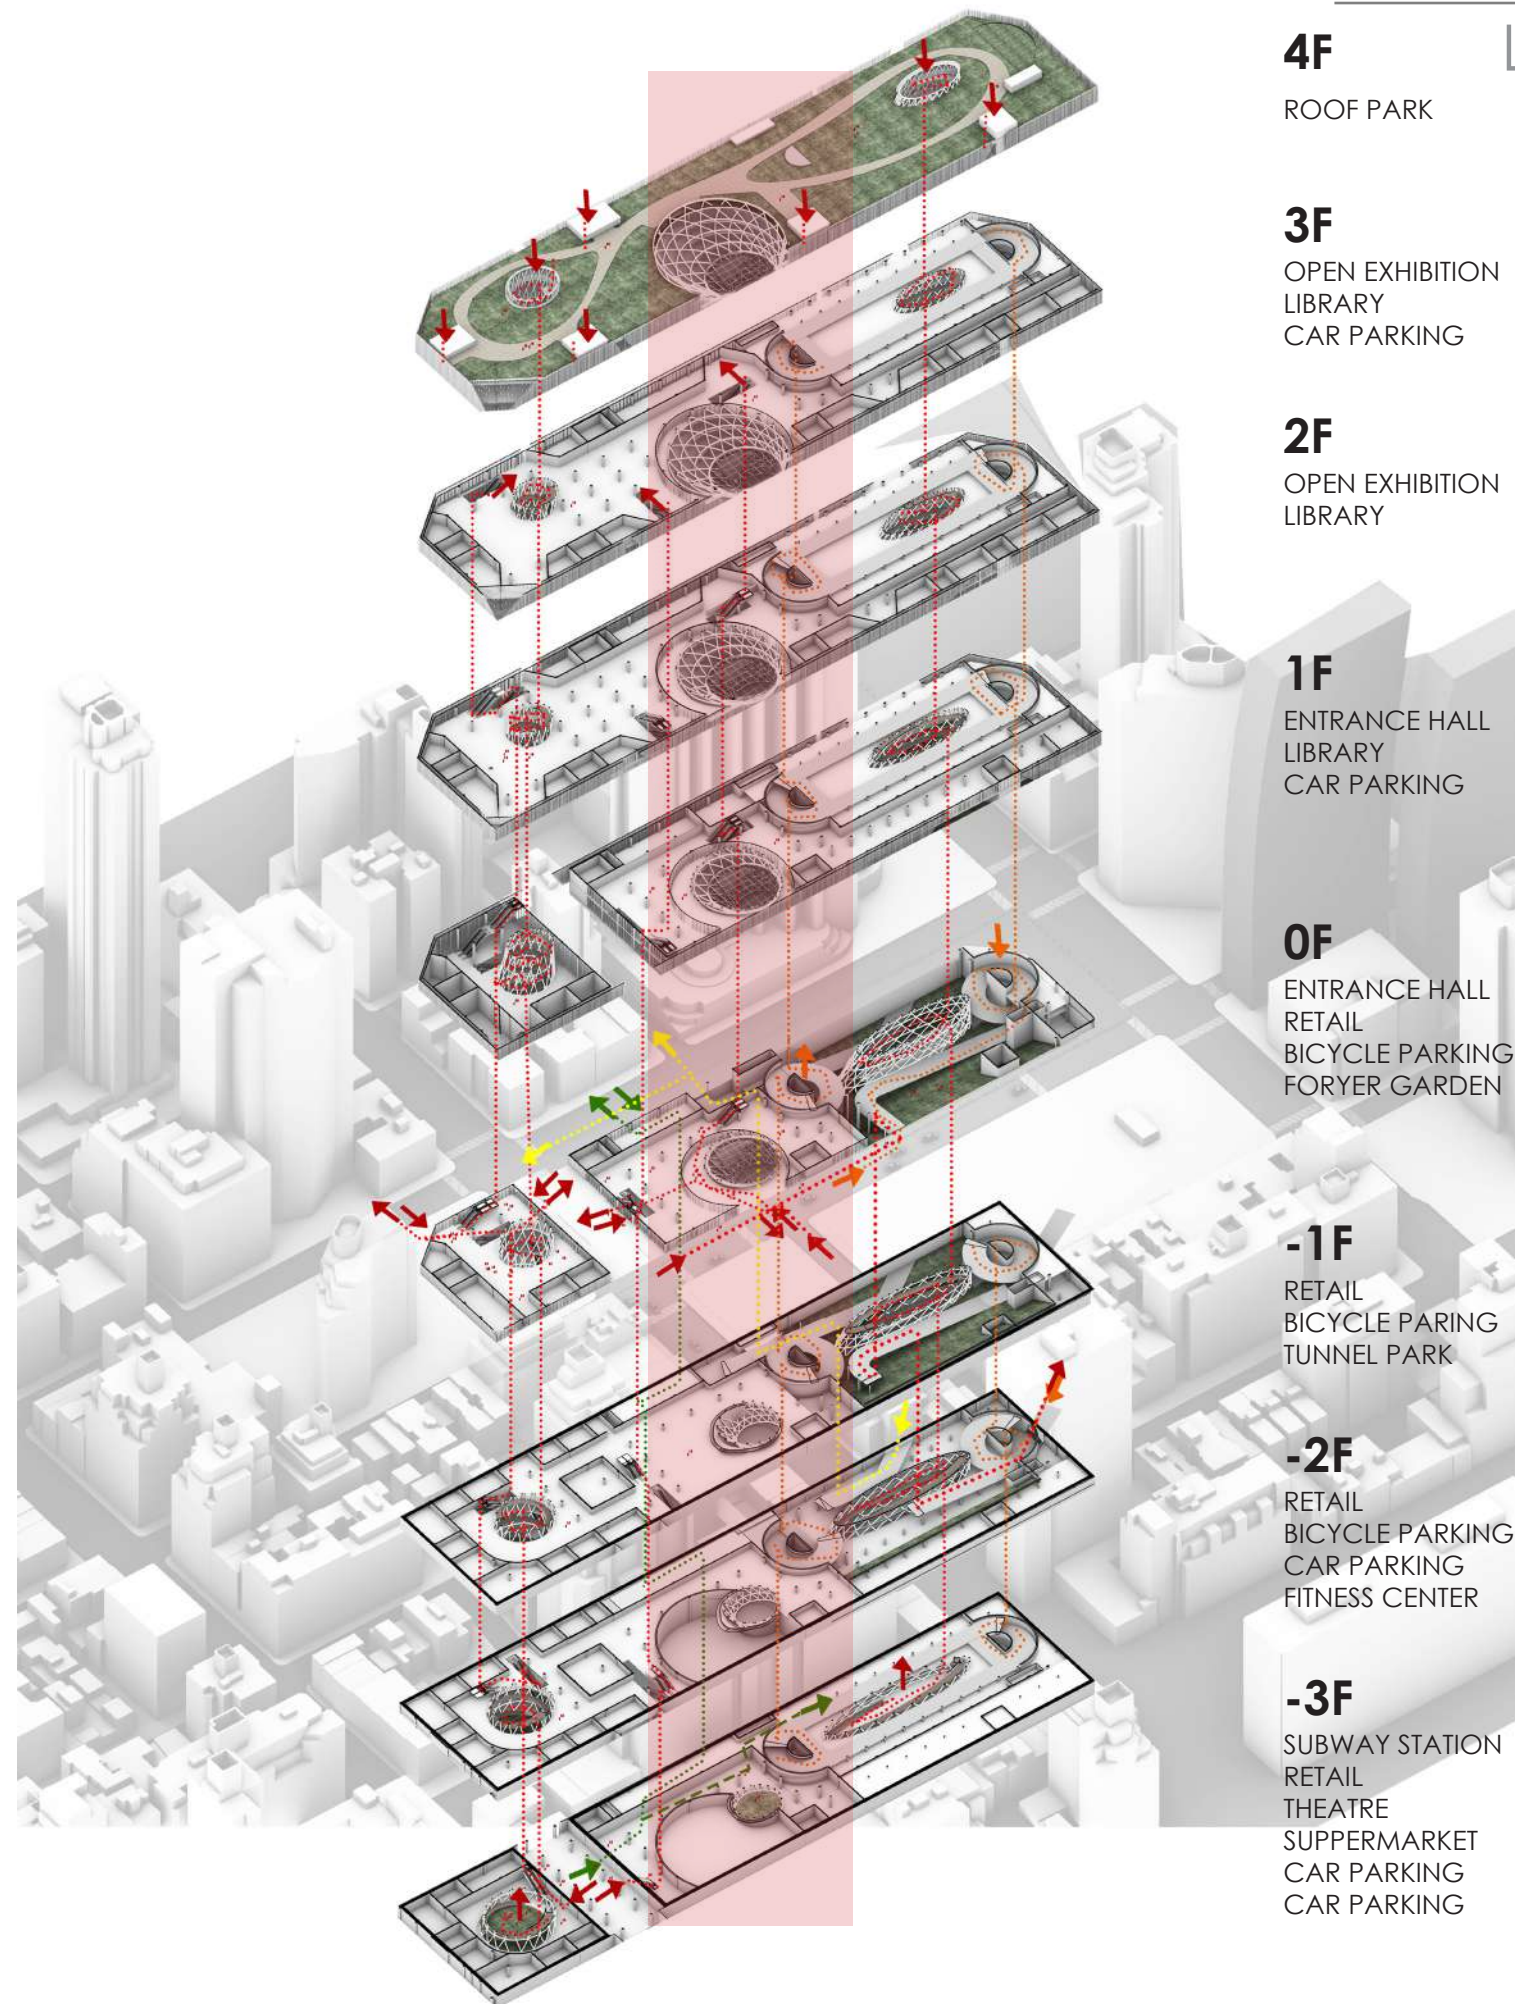 4F
ROOF PARK
3F
OPEN EXHIBITION
LIBRARY
CAR PARKING
2F
OPEN EXHIBITION
LIBRARY
1F
ENTRANCE HALL
LIBRARY
CAR PARKING
0F
ENTRANCE HALL
RETAIL
BICYCLE PARKING
FORYER GARDEN
-1F
RETAIL
BICYCLE PARING
TUNNEL PARK
-2F
RETAIL
BICYCLE PARKING
CAR PARKING
FITNESS CENTER
-3F
SUBWAY STATION
RETAIL
THEATRE
SUPPERMARKET
CAR PARKING
CAR PARKING